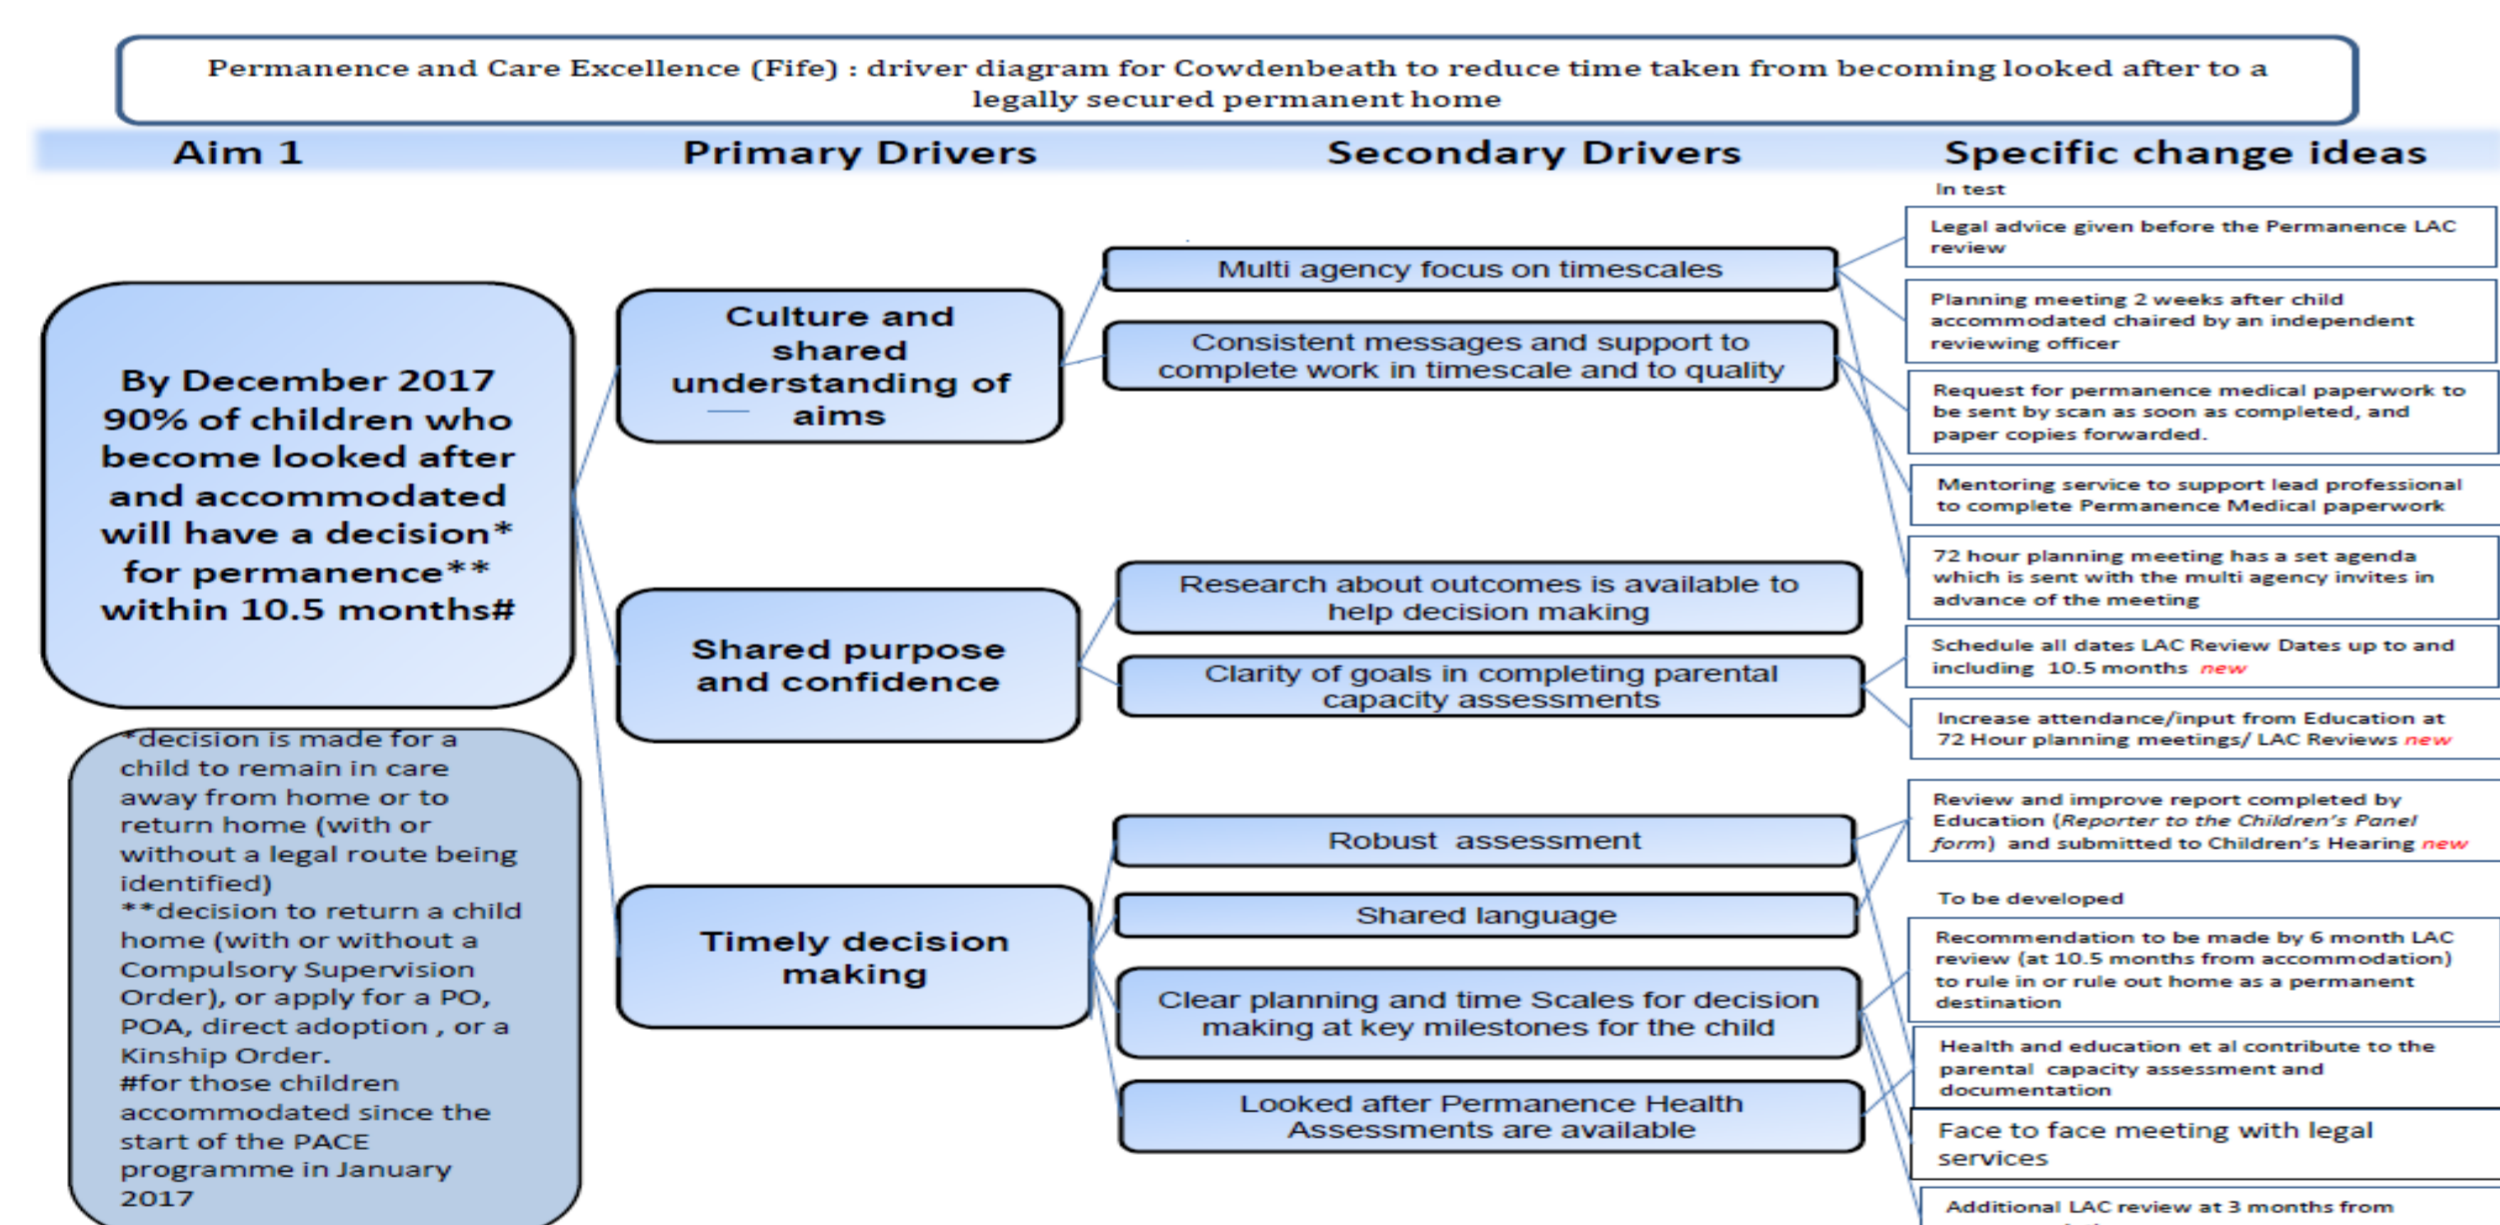 Permanence and Care Excellence (Fife) : driver diagram for Cowdenbeath to reduce time taken from becoming looked after to a
legally secured permanent home
Aim 1
Primary Drivers
Secondary Drivers
Specific change ideas
By December 2017
90% of children who
become looked after
and accommodated
will have a decision*
for permanence**
within 10.5 months#
*decision is made for a
child to remain in care
away from home or to
return home (with or
without a legal route being
identified)
**decision to return a child
home (with or without a
Compulsory Supervision
Order), or apply for a PO,
POA, direct adoption , or a
Kinship Order.
#for those children
accommodated since the
start of the PACE
programme in January
2017
Culture and
shared
understanding of
aims
Shared purpose
and confidence
Timely decision
making
Multi agency focus on timescales
Consistent messages and support to
complete work in timescale and to quality
Research about outcomes is available to
help decision making
Clarity of goals in completing parental
capacity assessments
Robust assessment
Shared language
Clear planning and time Scales for decision
making at key milestones for the child
Looked after Permanence Health
Assessments are available
In test
Legal advice given before the Permanence LAC
review
Planning meeting 2 weeks after child
accommodated chaired by an independent
reviewing officer
Request for permanence medical paperwork to
be sent by scan as soon as completed, and
paper copies forwarded.
Mentoring service to support lead professional
to complete Permanence Medical paperwork
72 hour planning meeting has a set agenda
which is sent with the multi agency invites in
advance of the meeting
Schedule all dates LAC Review Dates up to and
including 10.5 months new
Increase attendance/input from Education at
72 Hour planning meetings/ LAC Reviews new
Review and improve report completed by
Education (Reporter to the Children's Panel
form) and submitted to Children's Hearing new
To be developed
Recommendation to be made by 6 month LAC
review (at 10.5 months from accommodation)
to rule in or rule out home as a permanent
destination
Health and education et al contribute to the
parental capacity assessment and
documentation
Face to face meeting with legal
services
Additional LAC review at 3 months from